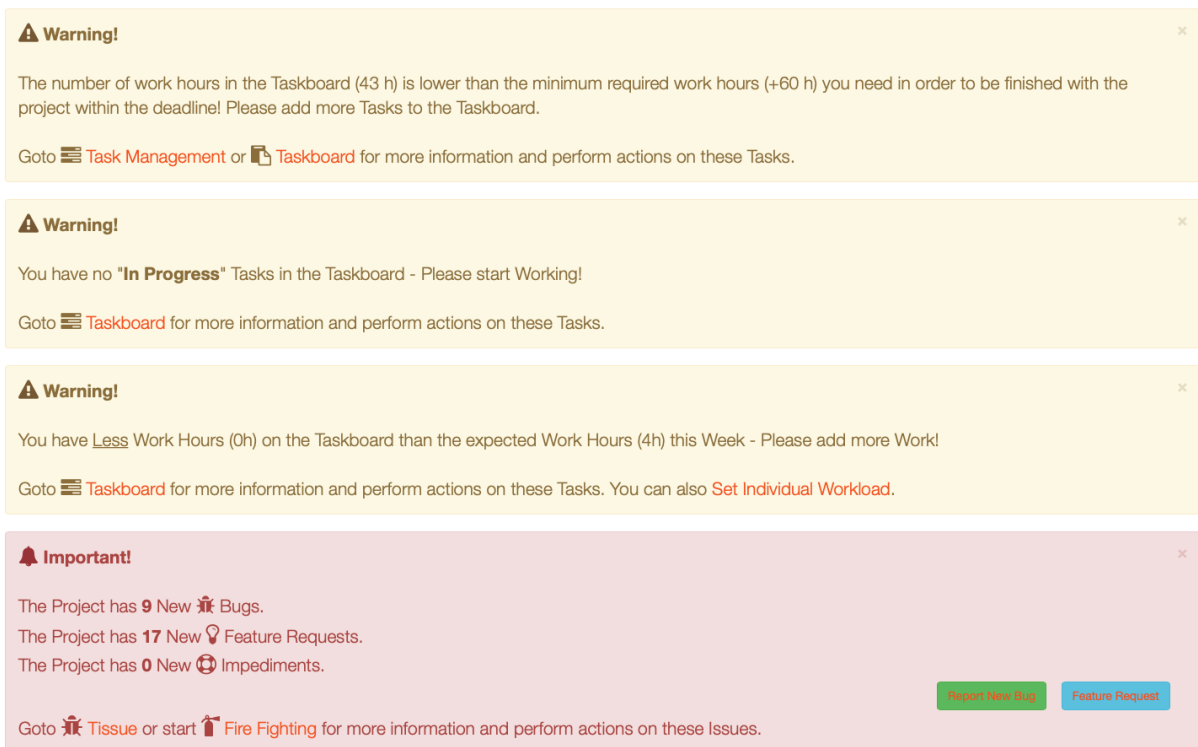 Warning!
The number of work hours in the Taskboard (43 h) is lower than the minimum required work hours (+60 h) you need in order to be finished with the
project within the deadline! Please add more Tasks to the Taskboard.
Goto Task Management or Taskboard for more information and perform actions on these Tasks.
Warning!
You have no "In Progress" Tasks in the Taskboard - Please start Working!
Goto Taskboard for more information and perform actions on these Tasks.
Warning!
You have Less Work Hours (0h) on the Taskboard than the expected Work Hours (4h) this Week - Please add more Work!
Goto Taskboard for more information and perform actions on these Tasks. You can also Set Individual Workload.
Important!
The Project has 9 New Bugs.
The Project has 17 New Feature Requests.
The Project has 0 New Impediments.
Report New Bug Feature Request
Goto Tissue or start Fire Fighting for more information and perform actions on these Issues.